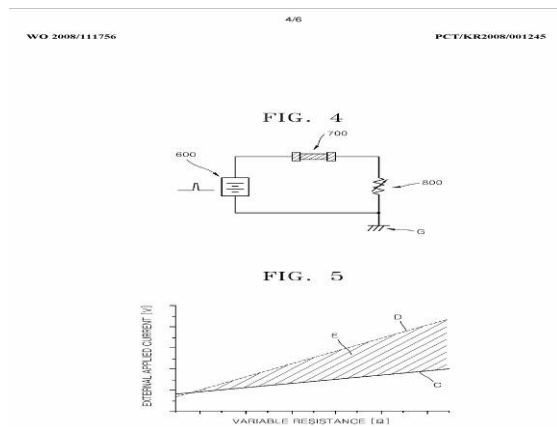 4/6
WO 2008/111756 PCT/KR2008/001245
FIG. 4
700
600
800
G
FIG. 5
EXTERNAL APPLIED CURRENT [V]
D
E
C
VARIABLE RESISTANCE [Ω]